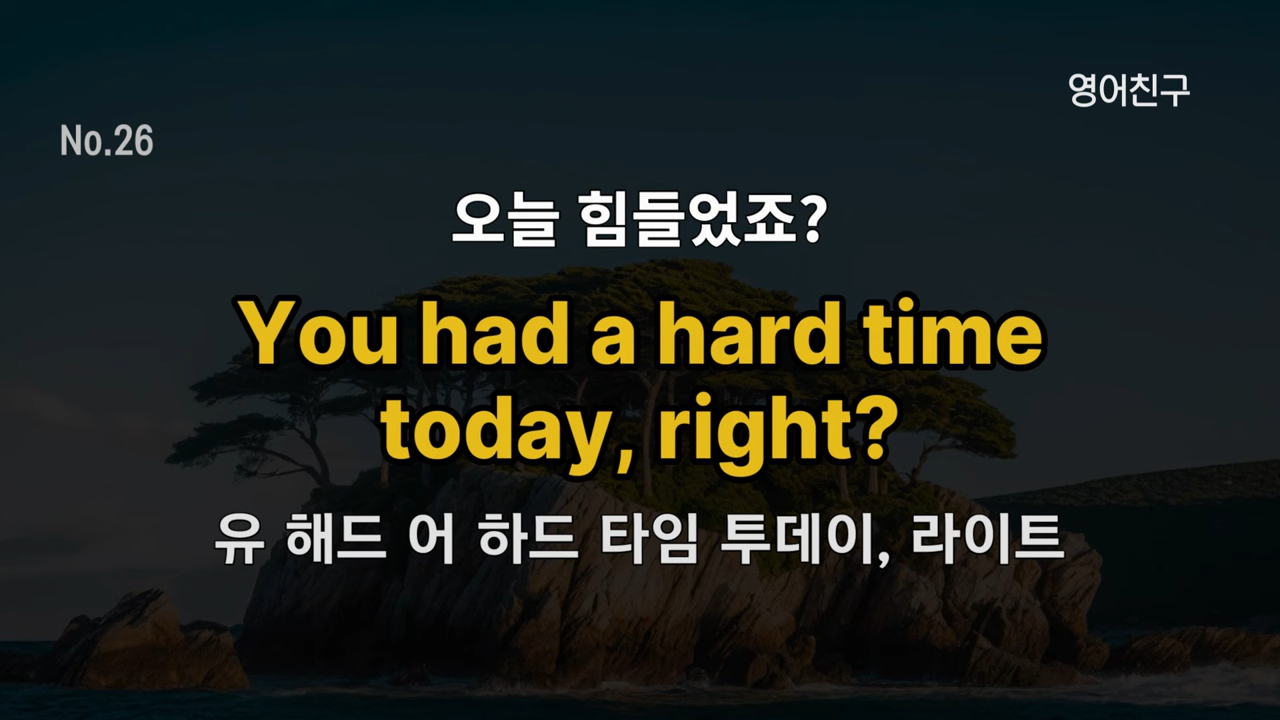 영어친구
No.26
오늘 힘들었죠?
You had a hard time
today, right?
유 해드 어 하드 타임 투데이, 라이트